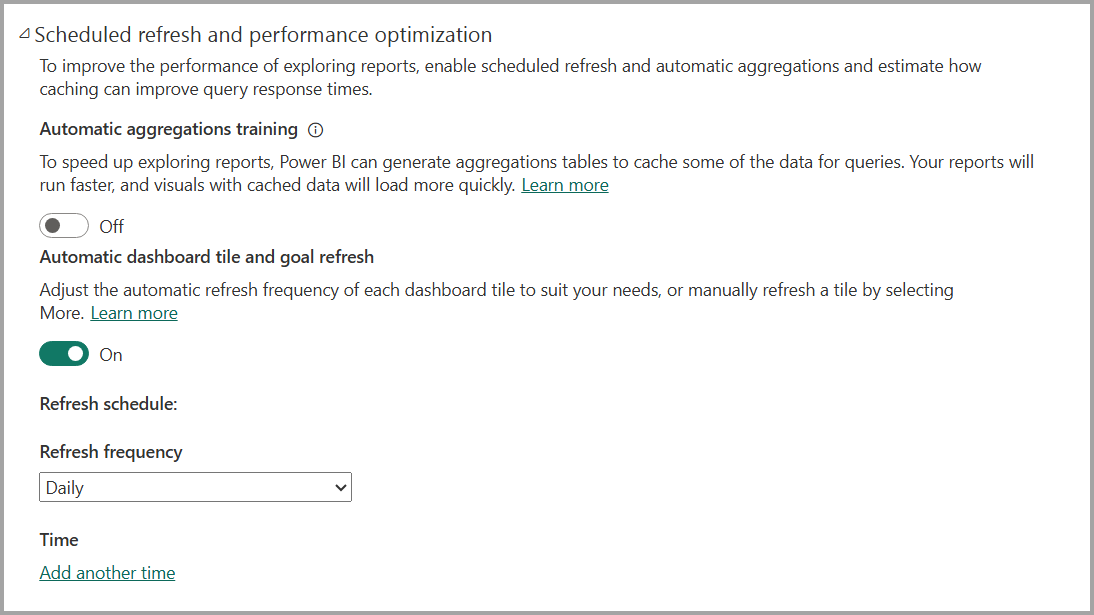 Scheduled refresh and performance optimization
To improve the performance of exploring reports, enable scheduled refresh and automatic aggregations and estimate how
caching can improve query response times.
Automatic aggregations training
To speed up exploring reports, Power BI can generate aggregations tables to cache some of the data for queries. Your reports will
run faster, and visuals with cached data will load more quickly. Learn more
Off
Automatic dashboard tile and goal refresh
Adjust the automatic refresh frequency of each dashboard tile to suit your needs, or manually refresh a tile by selecting
More. Learn more
On
Refresh schedule:
Refresh frequency
Daily
Time
Add another time